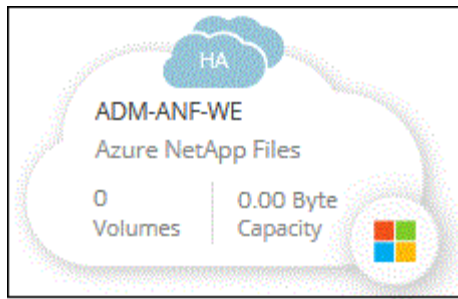 HA
ADM-ANF-WE
Azure NetApp Files
0 0.00 Byte
Volumes Capacity